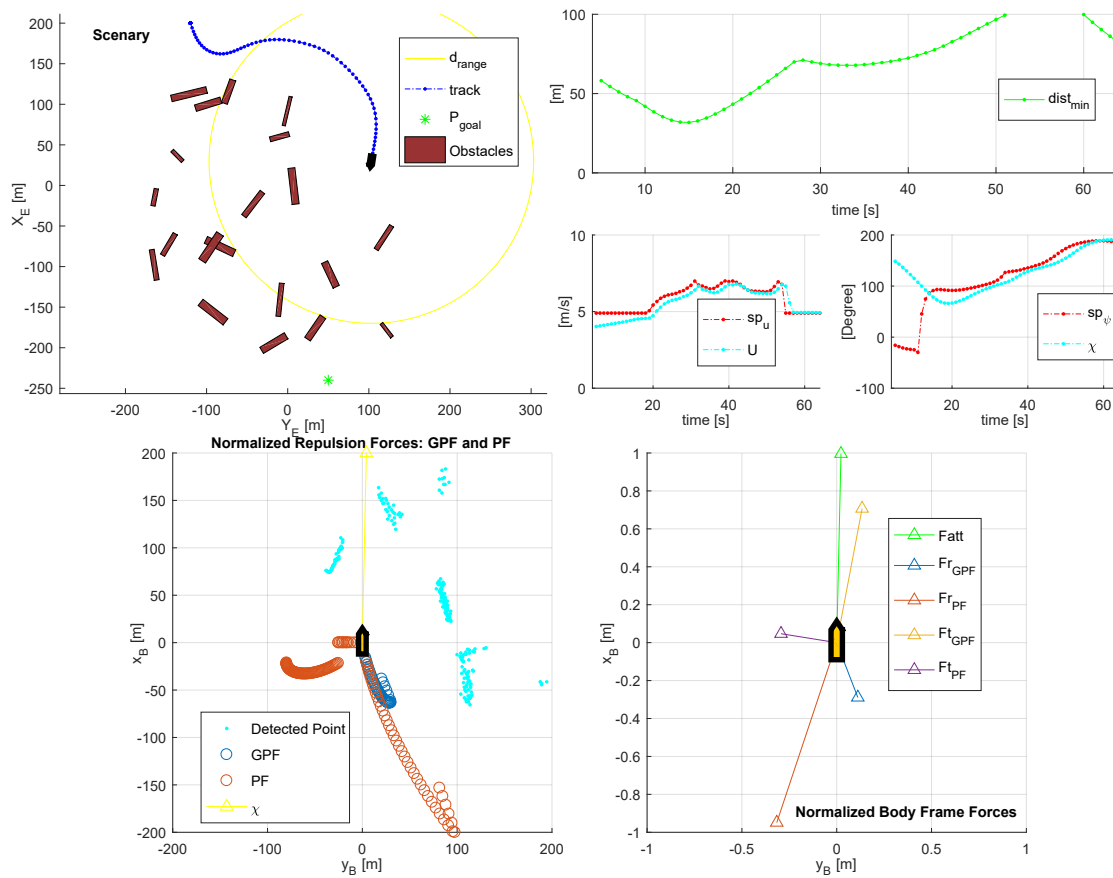 Scenary
200
150
100
50
0
-50
-100
-150
-200
-250
X_E [m]
-200
-100
0
100
200
300
Y_E [m]
d_range
track
P_goal
Obstacles
100
50
0
[m]
10
20
30
40
50
60
time [s]
dist_min
10
5
0
[m/s]
20
40
60
time [s]
sp_u
U
200
100
0
-100
[Degree]
20
40
60
time [s]
sp_ψ
χ
Normalized Repulsion Forces: GPF and PF
200
150
100
50
0
-50
-100
-150
-200
x_B [m]
-200
-100
0
100
200
y_B [m]
Detected Point
GPF
PF
χ
1
0.8
0.6
0.4
0.2
0
-0.2
-0.4
-0.6
-0.8
-1
x_B [m]
-1
-0.5
0
0.5
1
y_B [m]
Fatt
Fr_GPF
Fr_PF
Ft_GPF
Ft_PF
Normalized Body Frame Forces